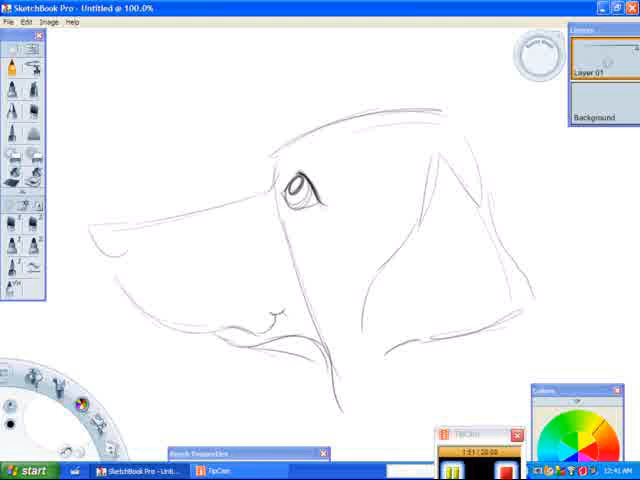 SketchBook Pro - Untitled @ 100.0%
File Edit Image Help
Layers
Layer 01
Background
Colors
Brush Properties
TipCam
start
SketchBook Pro - Unti...
TipCam
12:41 AM